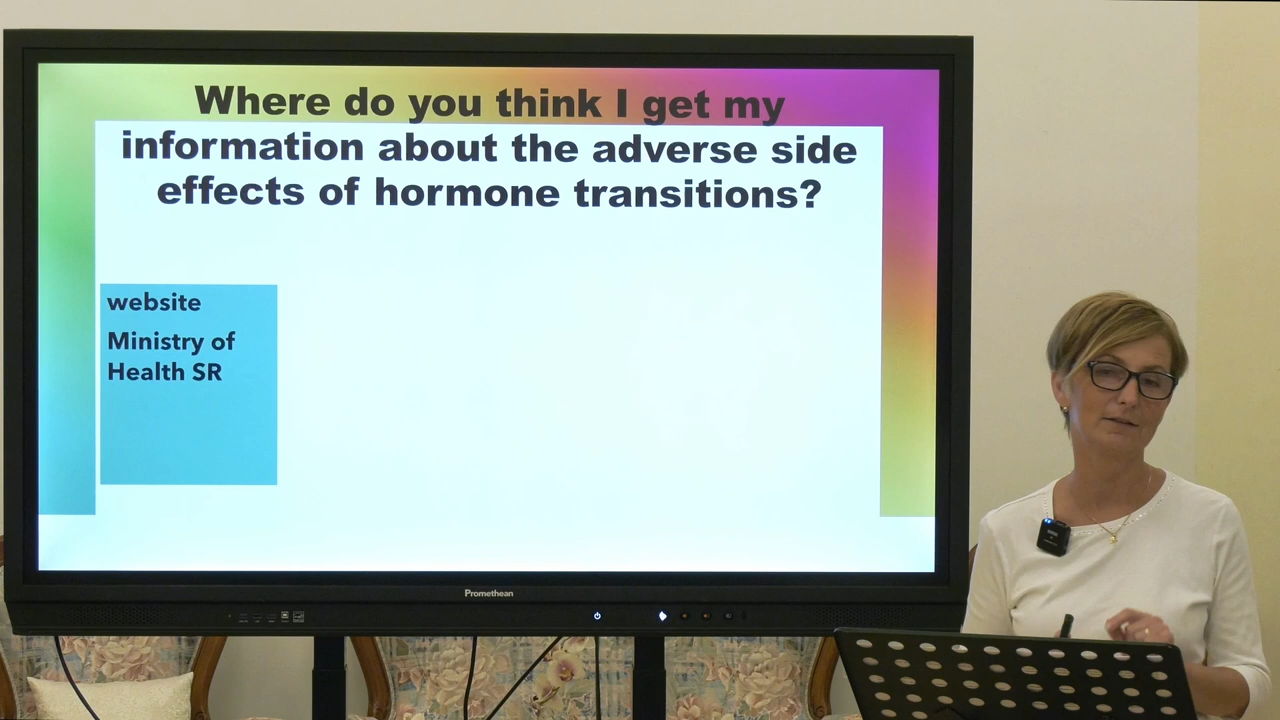 Where do you think I get my
information about the adverse side
effects of hormone transitions?
website
Ministry of
Health SR
Promethean